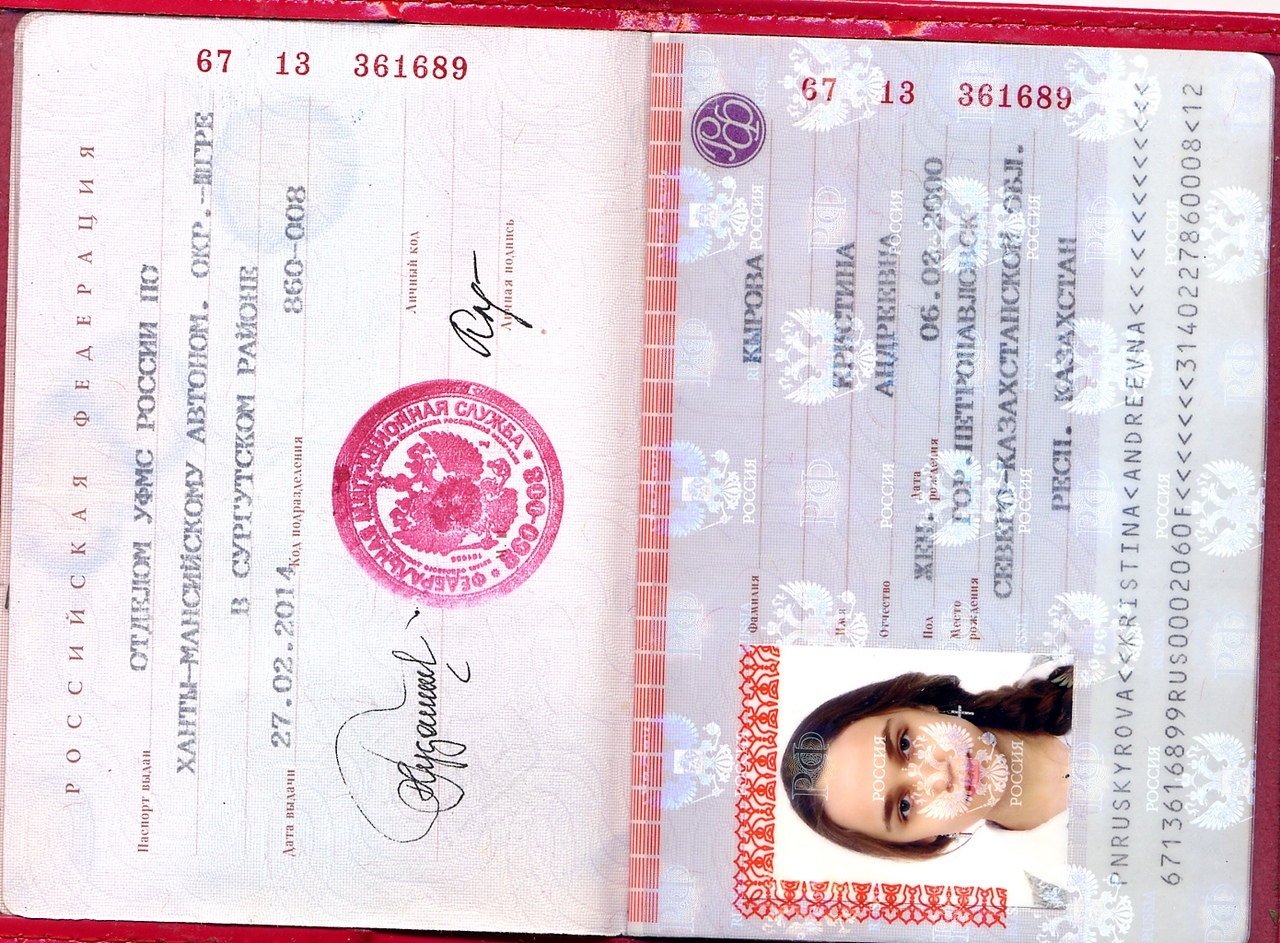 РОССИЙСКАЯ ФЕДЕРАЦИЯ
67 13 361689
Паспорт выдан ОТДЕЛОМ УФМС РОССИИ ПО
ХАНТЫ-МАНСИЙСКОМУ АВТОНОМ. ОКР.-ЮГРЕ
В СУРГУТСКОМ РАЙОНЕ
Дата выдачи 27.02.2014 Код подразделения 860-008
Личный код
Личная подпись
ФЕДЕРАЛЬНАЯ МИГРАЦИОННАЯ СЛУЖБА
67 13 361689
Фамилия КЫРОВА
Имя КРИСТИНА
Отчество АНДРЕЕВНА
Пол ЖЕН. Дата рождения 06.02.2000
Место рождения ГОР. ПЕТРОПАВЛОВСК
СЕВЕРО-КАЗАХСТАНСКОЙ ОБЛ.
РЕСП. КАЗАХСТАН
PNRUSKYROVA<<KRISTINA<ANDREEVNA<<<<<<<<<<<<<
6713616899RUS0002060F<<<<<<<3140227860008<12
РФ
РОССИЯ